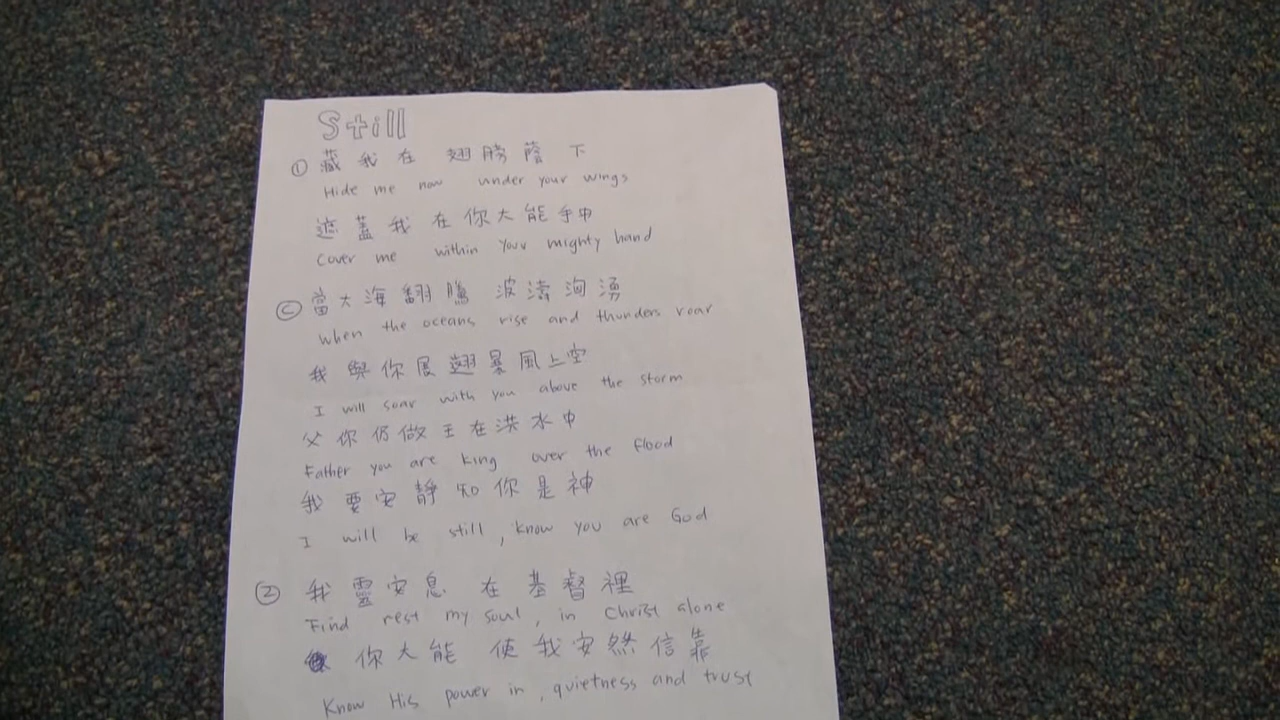 Still
① 藏我在 翅膀蔭下
Hide me now under your wings
遮蓋我在你大能手中
cover me within your mighty hand
Ⓒ 當大海翻騰 波濤洶湧
when the oceans rise and thunders roar
我與你展翅暴風上空
I will soar with you above the storm
父你仍做王在洪水中
Father you are king over the flood
我要安靜知你是神
I will be still, know you are God
② 我靈安息在基督裡
Find rest my soul, in Christ alone
你大能 使我安然信靠
Know His power in, quietness and trust